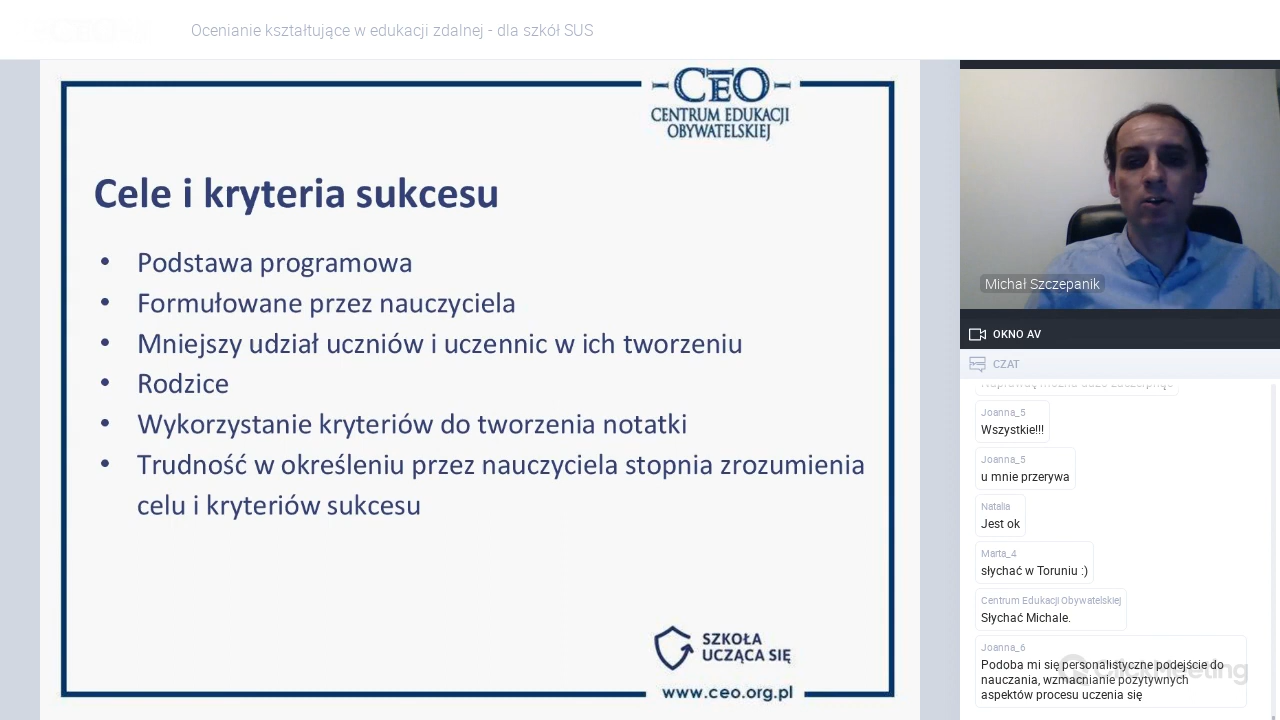 Ocenianie kształtujące w edukacji zdalnej - dla szkół SUS
CEO
CENTRUM EDUKACJI
OBYWATELSKIEJ
Cele i kryteria sukcesu
• Podstawa programowa
• Formułowane przez nauczyciela
• Mniejszy udział uczniów i uczennic w ich tworzeniu
• Rodzice
• Wykorzystanie kryteriów do tworzenia notatki
• Trudność w określeniu przez nauczyciela stopnia zrozumienia
celu i kryteriów sukcesu
SZKOŁA
UCZĄCA SIĘ
www.ceo.org.pl
Michał Szczepanik
OKNO AV
CZAT
Joanna_5
Wszystkie!!!
Joanna_5
u mnie przerywa
Natalia
Jest ok
Marta_4
słychać w Toruniu :)
Centrum Edukacji Obywatelskiej
Słychać Michale.
Joanna_6
Podoba mi się personalistyczne podejście do
nauczania, wzmacnianie pozytywnych
aspektów procesu uczenia się
ClickMeeting